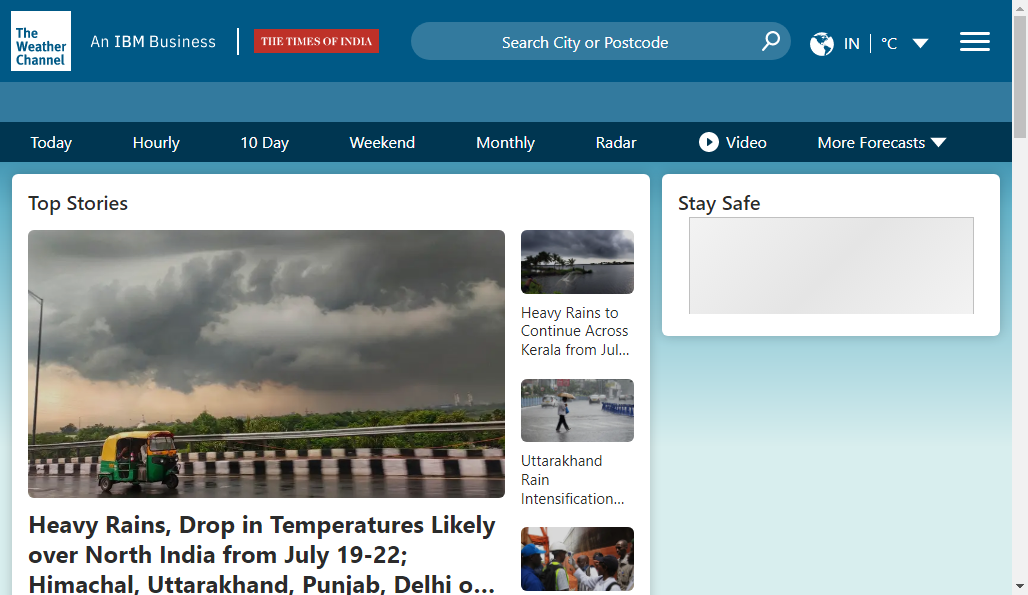 The
Weather
Channel
An IBM Business
THE TIMES OF INDIA
Search City or Postcode
IN
°C
Today
Hourly
10 Day
Weekend
Monthly
Radar
Video
More Forecasts
Top Stories
Heavy Rains, Drop in Temperatures Likely
over North India from July 19-22;
Himachal, Uttarakhand, Punjab, Delhi o...
Heavy Rains to
Continue Across
Kerala from Jul...
Uttarakhand
Rain
Intensification...
Stay Safe